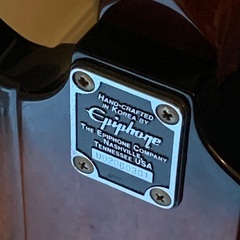 HAND-CRAFTED
IN KOREA BY
Epiphone
THE EPIPHONE COMPANY
NASHVILLE,
TENNESSEE USA